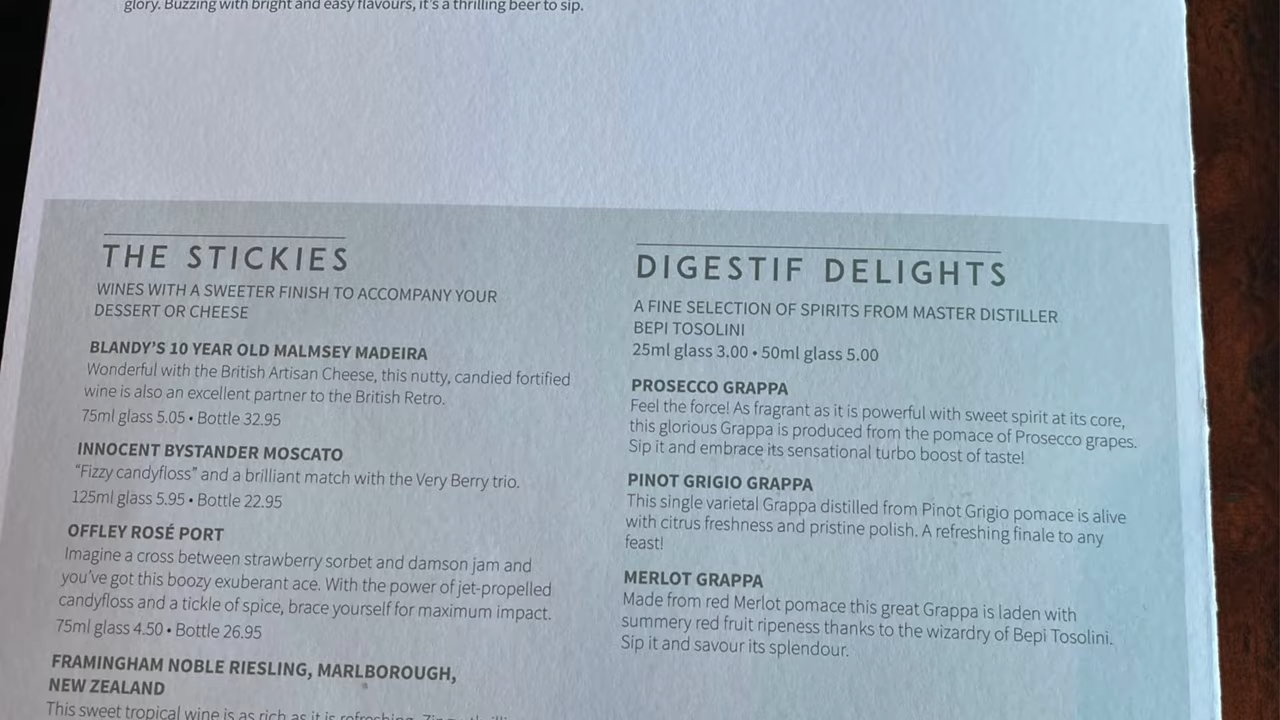 glory. Buzzing with bright and easy flavours, it's a thrilling beer to sip.
THE STICKIES
WINES WITH A SWEETER FINISH TO ACCOMPANY YOUR
DESSERT OR CHEESE
BLANDY'S 10 YEAR OLD MALMSEY MADEIRA
Wonderful with the British Artisan Cheese, this nutty, candied fortified
wine is also an excellent partner to the British Retro.
75ml glass 5.05 • Bottle 32.95
INNOCENT BYSTANDER MOSCATO
“Fizzy candyfloss” and a brilliant match with the Very Berry trio.
125ml glass 5.95 • Bottle 22.95
OFFLEY ROSÉ PORT
Imagine a cross between strawberry sorbet and damson jam and
you've got this boozy exuberant ace. With the power of jet-propelled
candyfloss and a tickle of spice, brace yourself for maximum impact.
75ml glass 4.50 • Bottle 26.95
FRAMINGHAM NOBLE RIESLING, MARLBOROUGH,
NEW ZEALAND
This sweet tropical wine is as rich as it is refreshing.
DIGESTIF DELIGHTS
A FINE SELECTION OF SPIRITS FROM MASTER DISTILLER
BEPI TOSOLINI
25ml glass 3.00 • 50ml glass 5.00
PROSECCO GRAPPA
Feel the force! As fragrant as it is powerful with sweet spirit at its core,
this glorious Grappa is produced from the pomace of Prosecco grapes.
Sip it and embrace its sensational turbo boost of taste!
PINOT GRIGIO GRAPPA
This single varietal Grappa distilled from Pinot Grigio pomace is alive
with citrus freshness and pristine polish. A refreshing finale to any
feast!
MERLOT GRAPPA
Made from red Merlot pomace this great Grappa is laden with
summery red fruit ripeness thanks to the wizardry of Bepi Tosolini.
Sip it and savour its splendour.